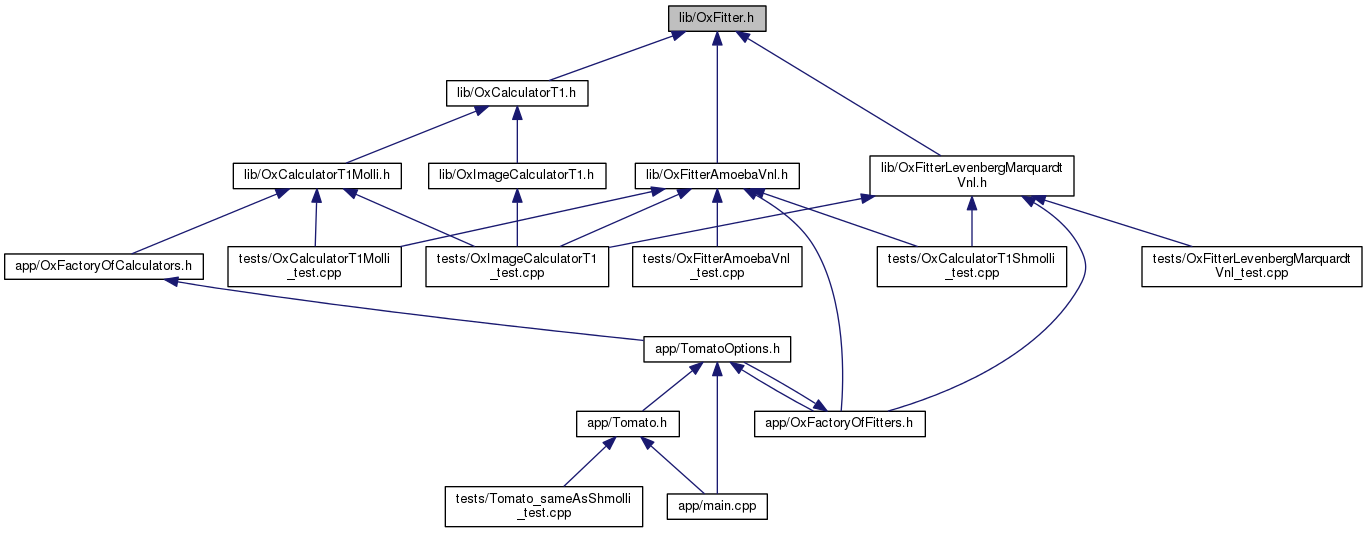 lib/OxFitter.h
lib/OxCalculatorT1.h
lib/OxCalculatorT1Molli.h
lib/OxImageCalculatorT1.h
lib/OxFitterAmoebaVnl.h
lib/OxFitterLevenbergMarquardt
Vnl.h
app/OxFactoryOfCalculators.h
tests/OxCalculatorT1Molli
_test.cpp
tests/OxImageCalculatorT1
_test.cpp
tests/OxFitterAmoebaVnl
_test.cpp
tests/OxCalculatorT1Shmolli
_test.cpp
tests/OxFitterLevenbergMarquardt
Vnl_test.cpp
app/TomatoOptions.h
app/Tomato.h
app/OxFactoryOfFitters.h
tests/Tomato_sameAsShmolli
_test.cpp
app/main.cpp